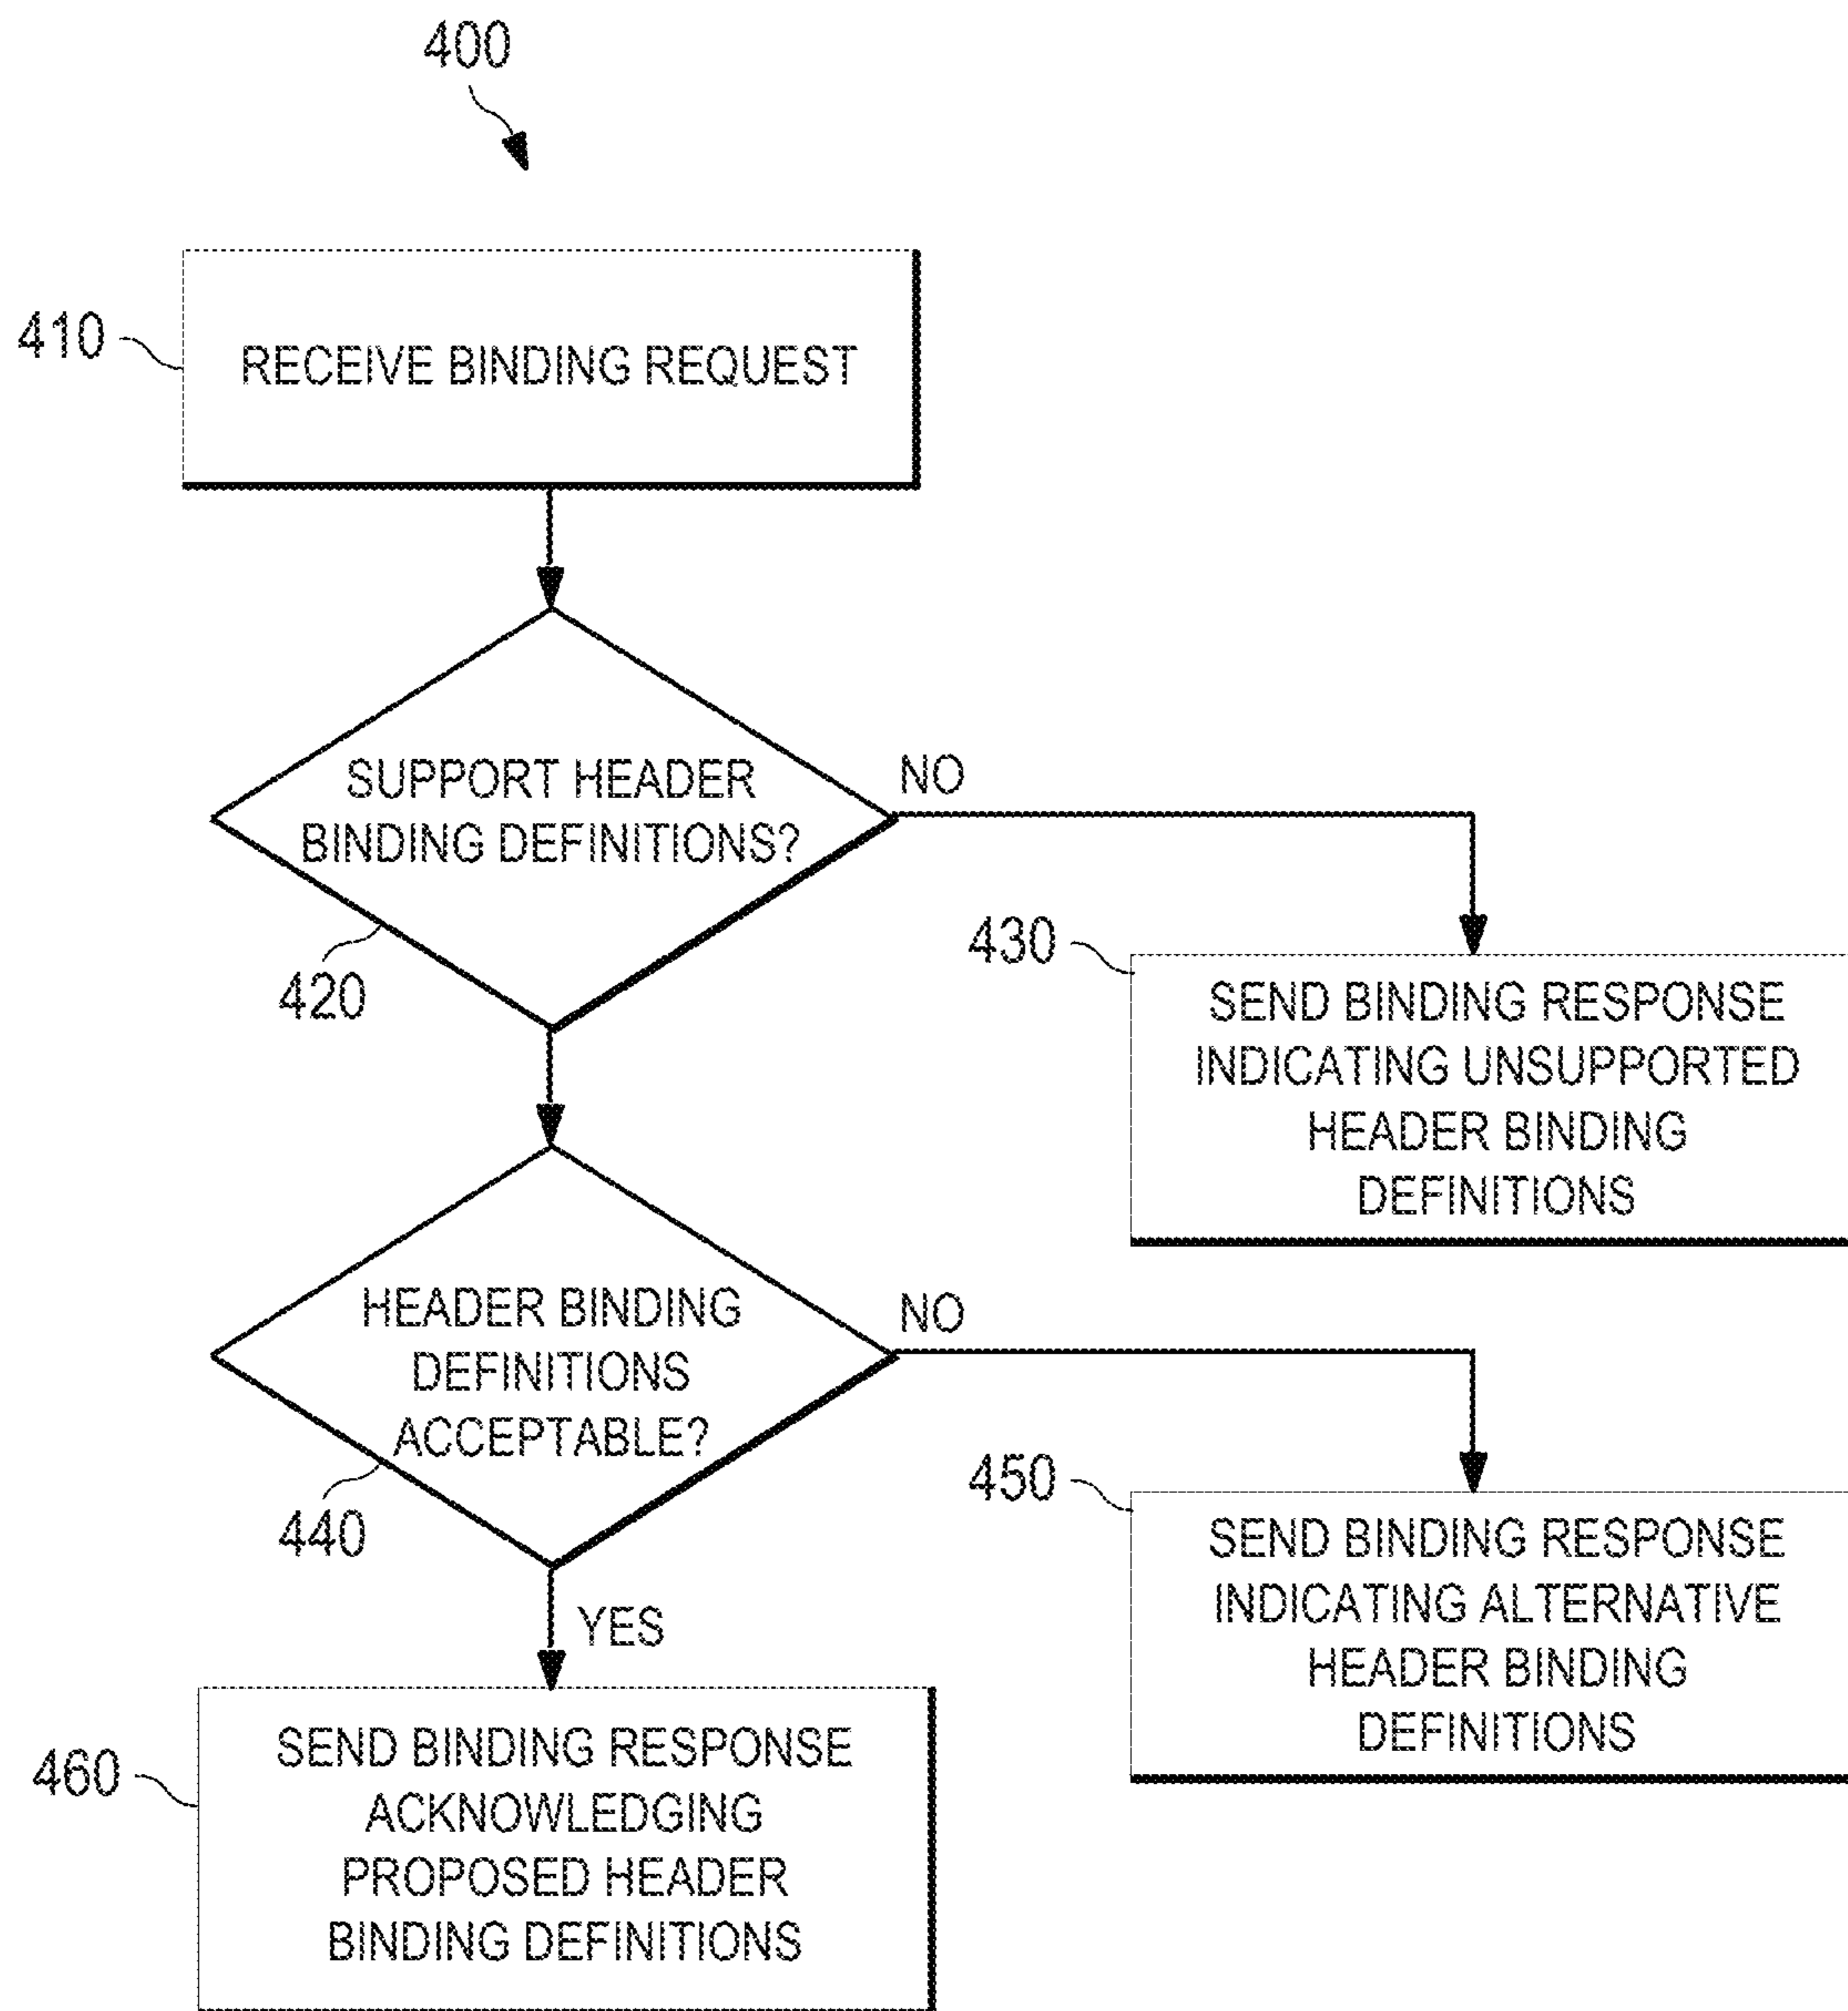 400
410
RECEIVE BINDING REQUEST
SUPPORT HEADER
BINDING DEFINITIONS?
NO
420
430
SEND BINDING RESPONSE
INDICATING UNSUPPORTED
HEADER BINDING
DEFINITIONS
HEADER BINDING
DEFINITIONS
ACCEPTABLE?
NO
440
450
SEND BINDING RESPONSE
INDICATING ALTERNATIVE
HEADER BINDING
DEFINITIONS
YES
460
SEND BINDING RESPONSE
ACKNOWLEDGING
PROPOSED HEADER
BINDING DEFINITIONS